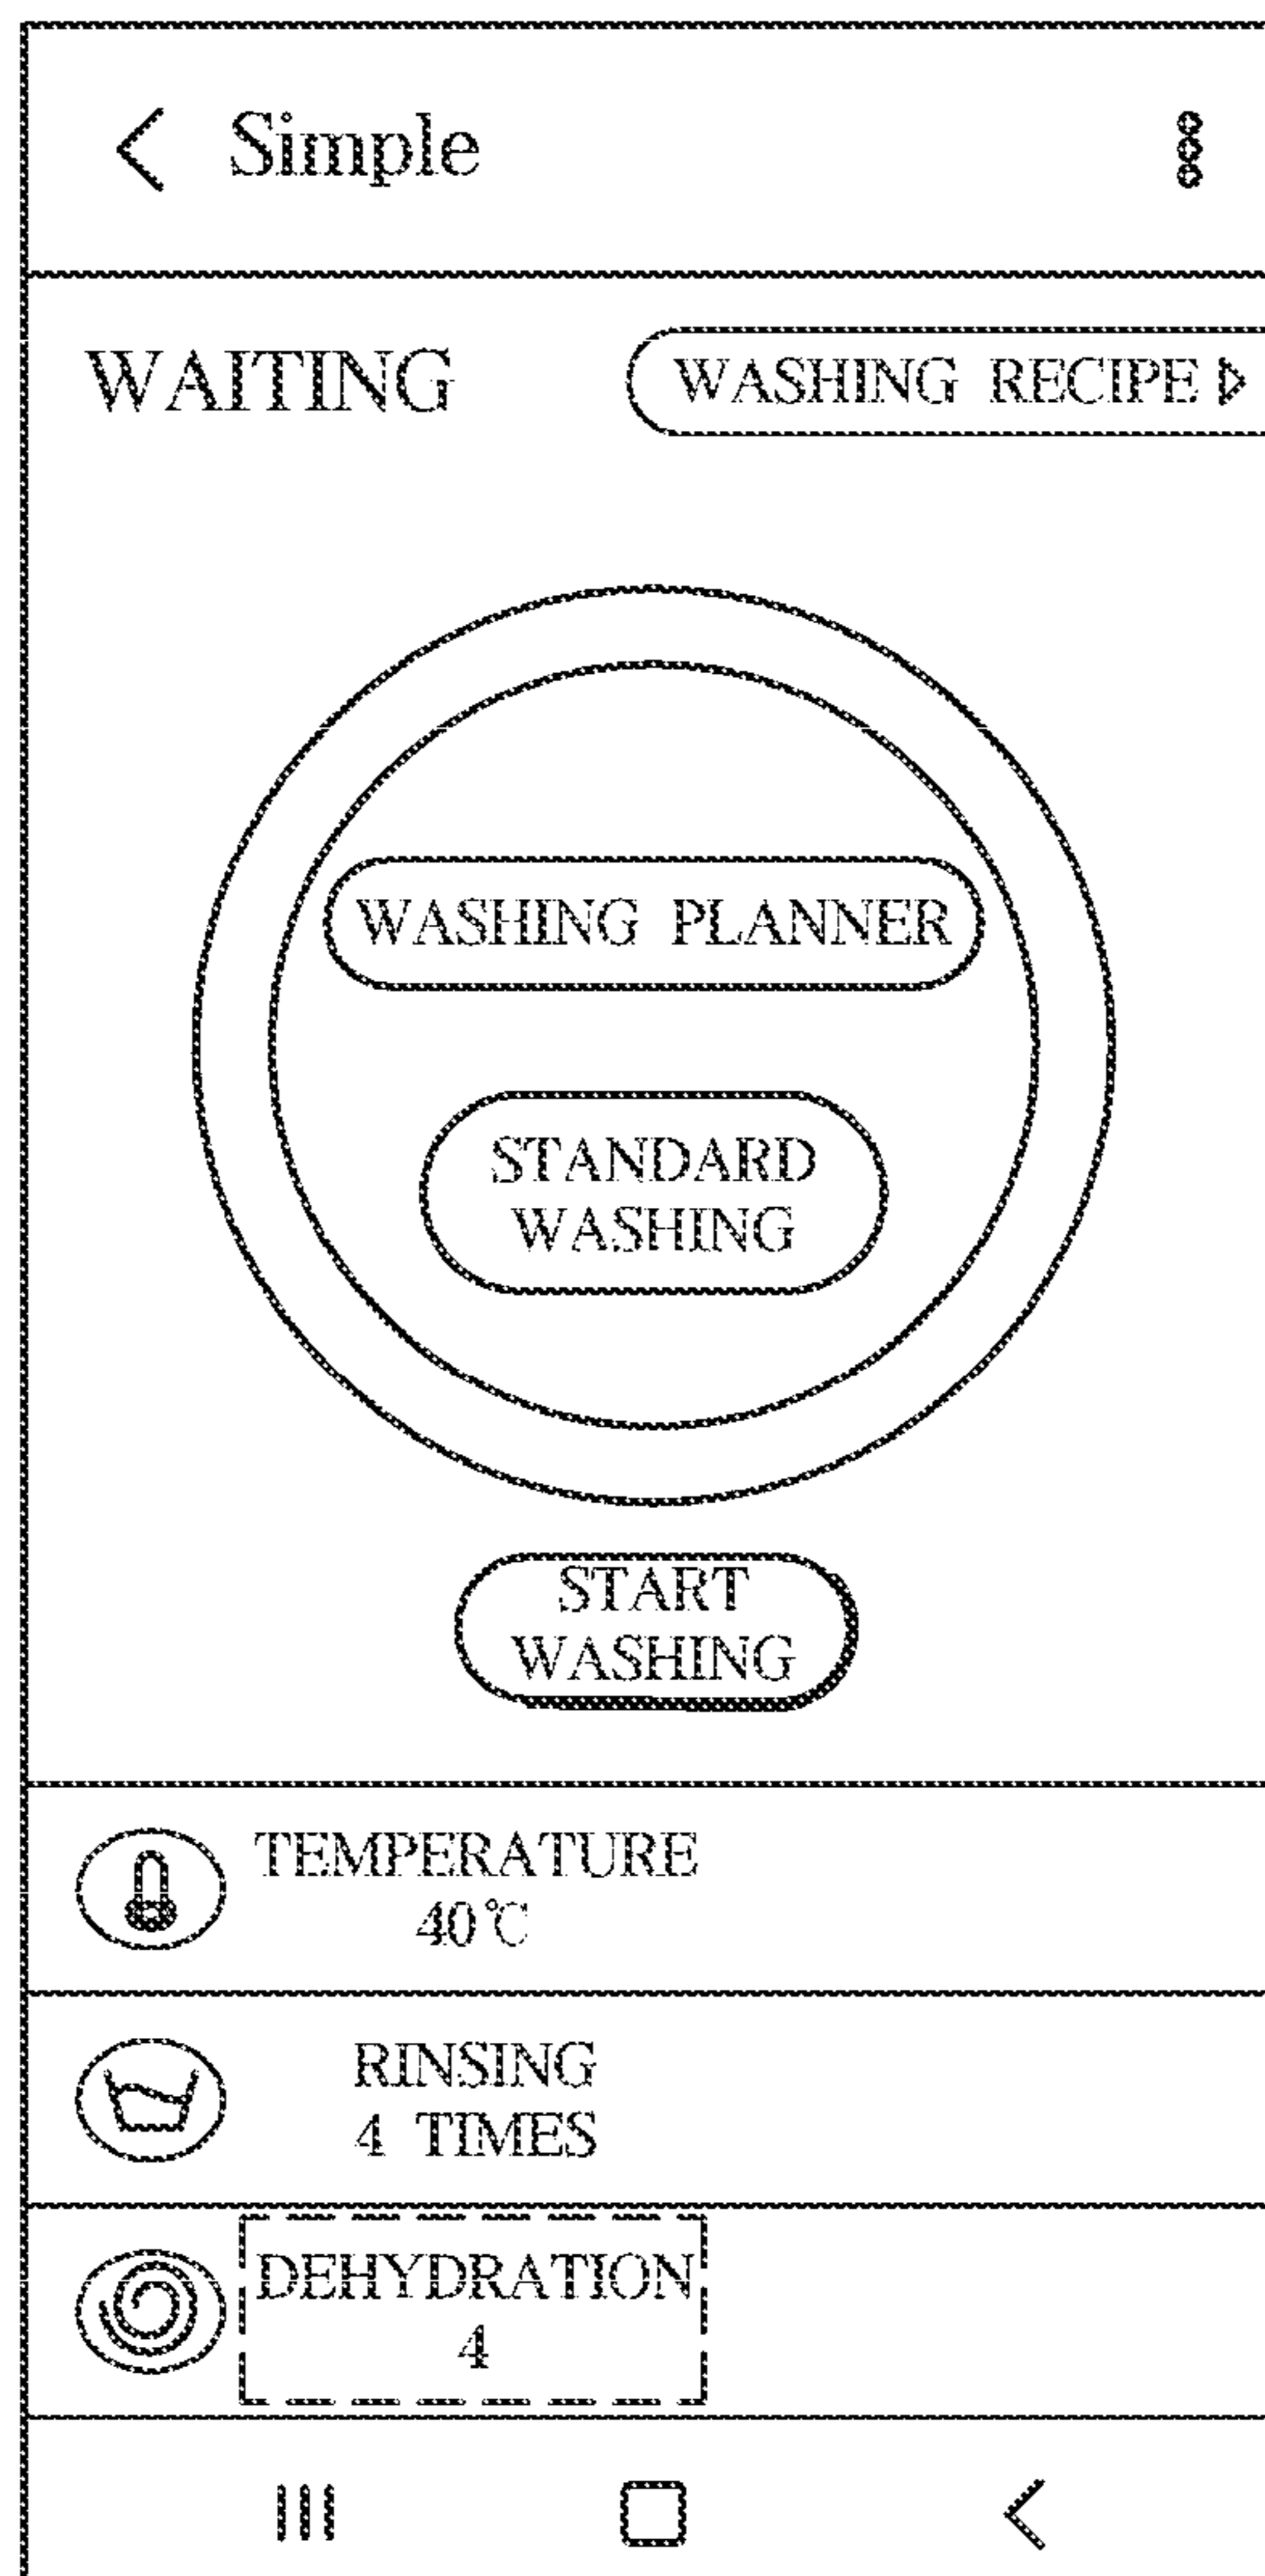 Simple
WAITING
WASHING RECIPE
WASHING PLANNER
STANDARD
WASHING
START
WASHING
TEMPERATURE
40℃
RINSING
4 TIMES
DEHYDRATION
4